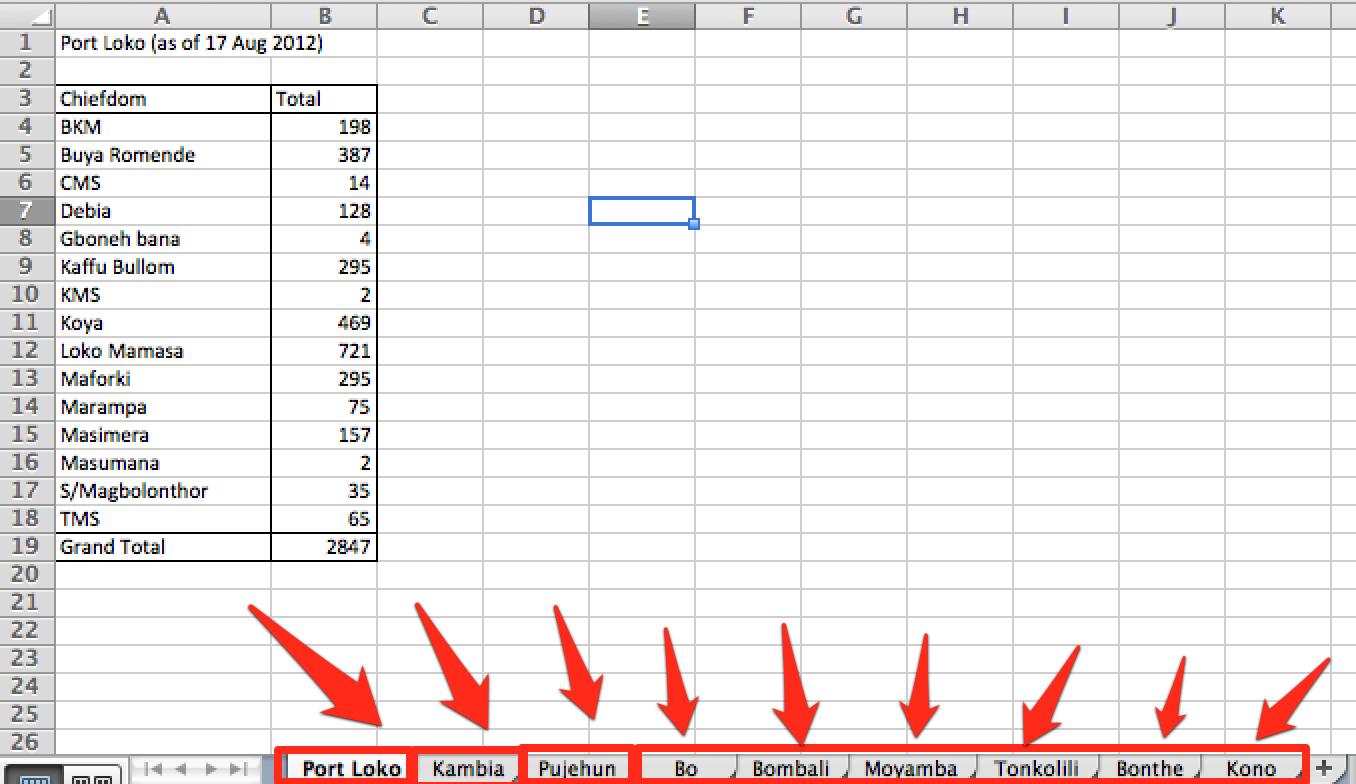 A B C D E F G H I J K
1 Port Loko (as of 17 Aug 2012)
2
3 Chiefdom Total
4 BKM 198
5 Buya Romende 387
6 CMS 14
7 Debia 128
8 Gboneh bana 4
9 Kaffu Bullom 295
10 KMS 2
11 Koya 469
12 Loko Mamasa 721
13 Maforki 295
14 Marampa 75
15 Masimera 157
16 Masumana 2
17 S/Magbolonthor 35
18 TMS 65
19 Grand Total 2847
20
21
22
23
24
25
26
Port Loko Kambia Pujehun Bo Bombali Moyamba Tonkolili Bonthe Kono +